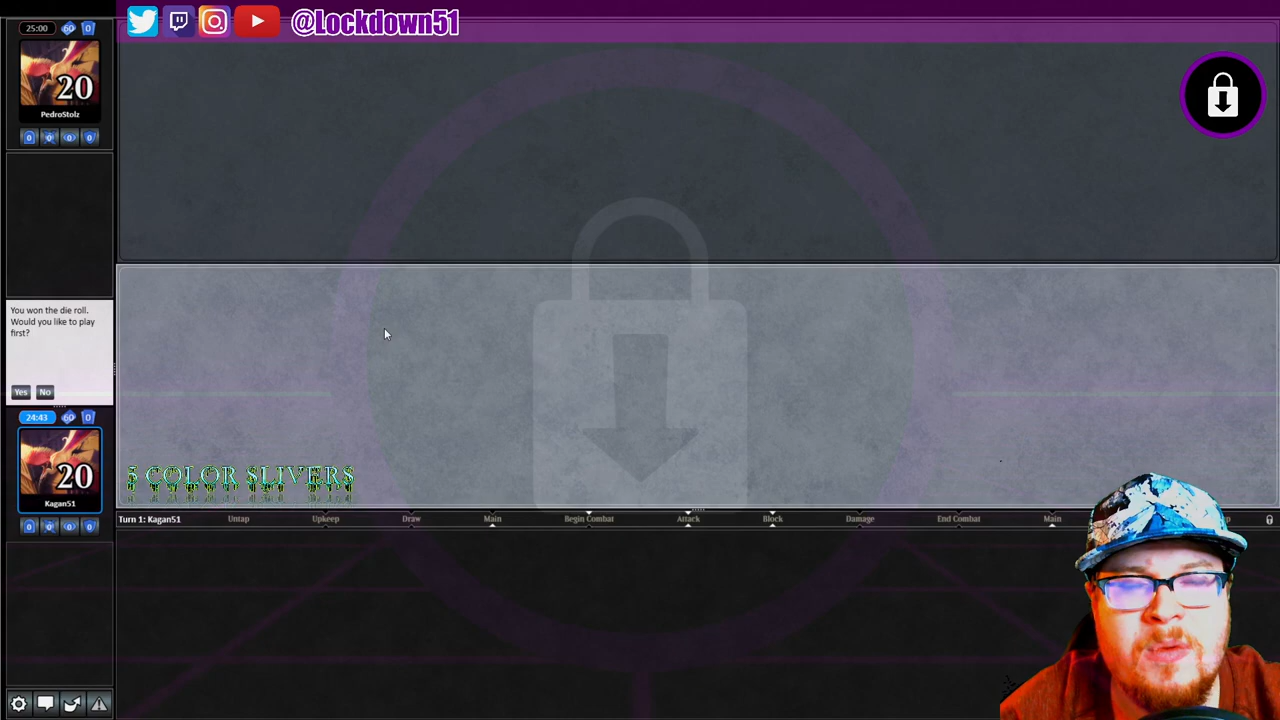 @Lockdown51
25:00 60 0
20
PedroStolz
0 0 0 0
You won the die roll.
Would you like to play
first?
Yes No
24:43 60 0
20
Kagan51
0 0 0 0
5 COLOR SLIVERS
Turn 1: Kagan51 Untap Upkeep Draw Main Begin Combat Attack Block Damage End Combat Main